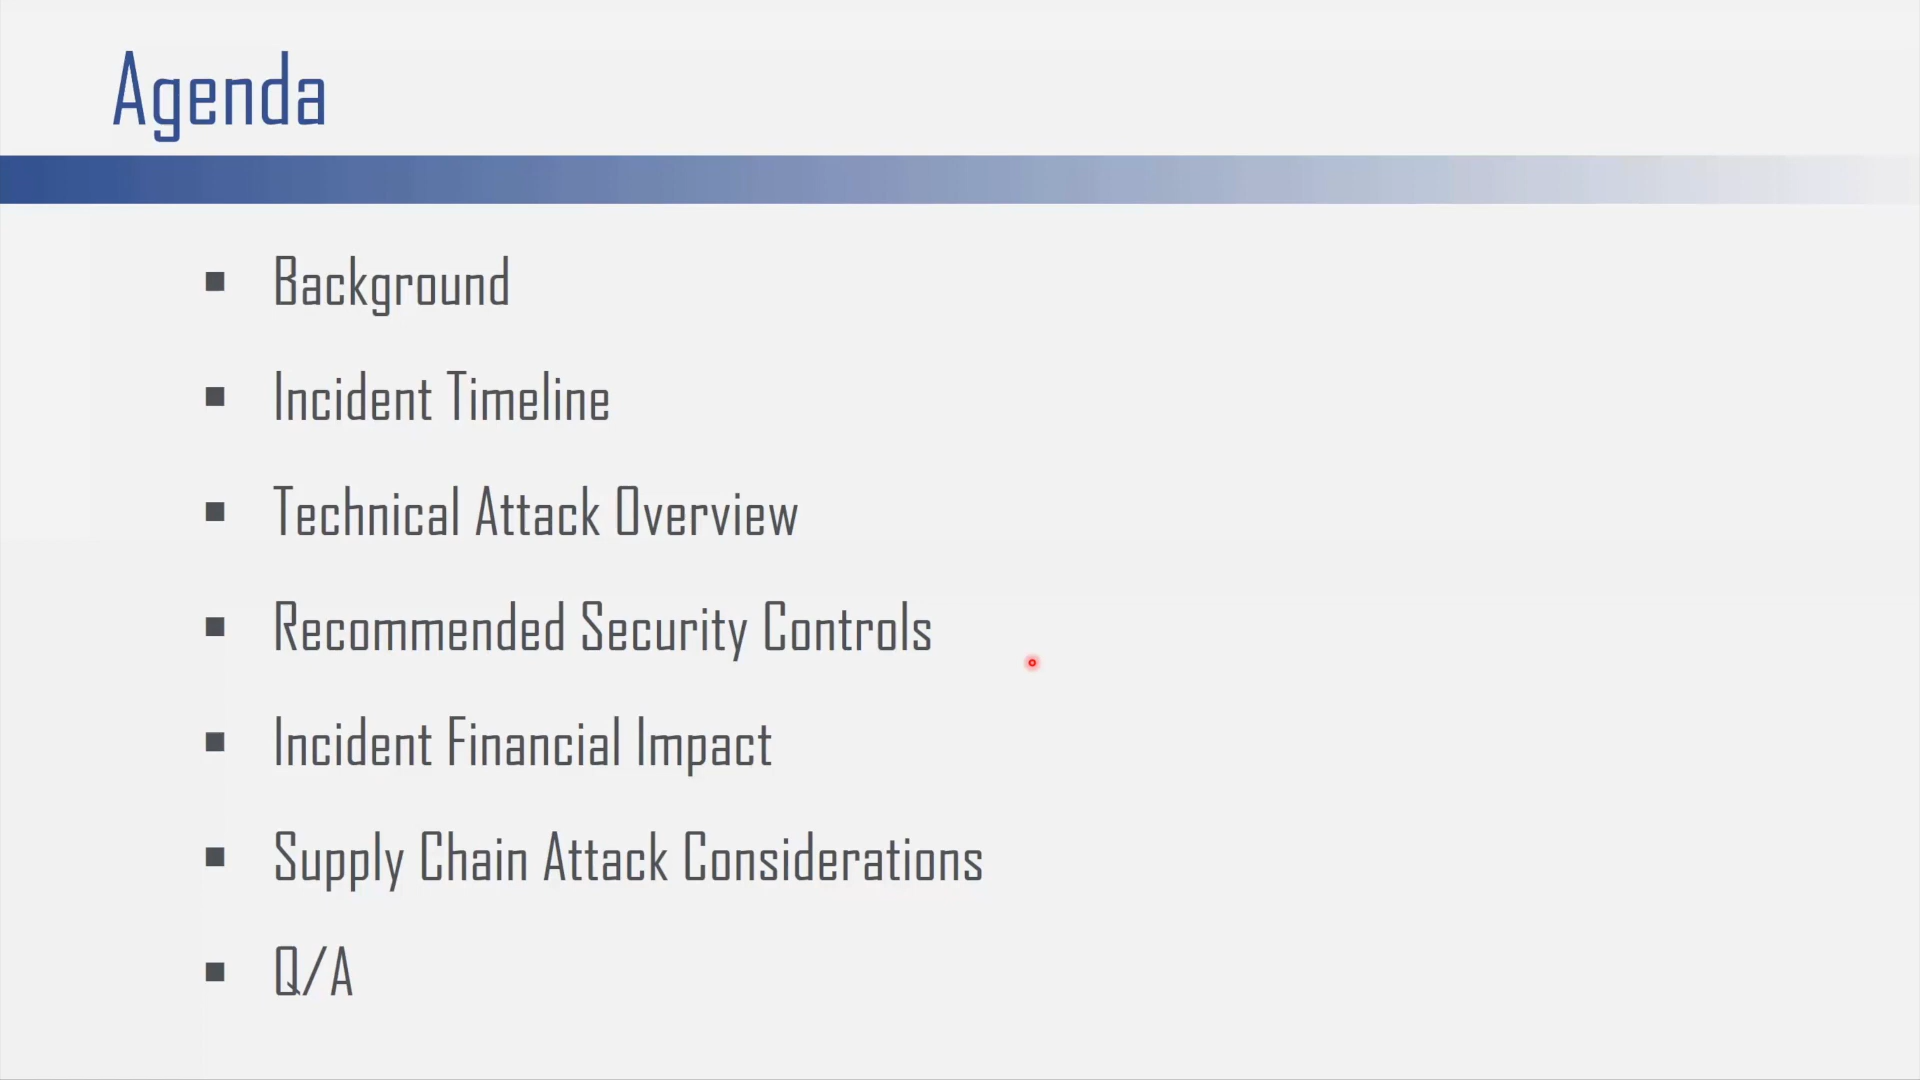 Agenda
Background
Incident Timeline
Technical Attack Overview
Recommended Security Controls
Incident Financial Impact
Supply Chain Attack Considerations
Q/A